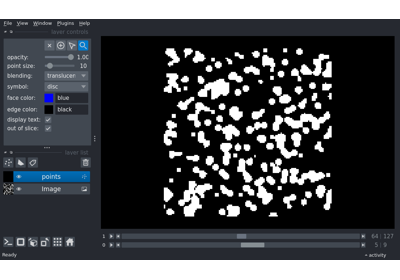 File View Window Plugins Help
layer controls
opacity: 1.00
point size: 10
blending: translucen
symbol: disc
face color: blue
edge color: black
display text:
out of slice:
layer list
points
Image
1 64 127
0 5 9
Ready activity